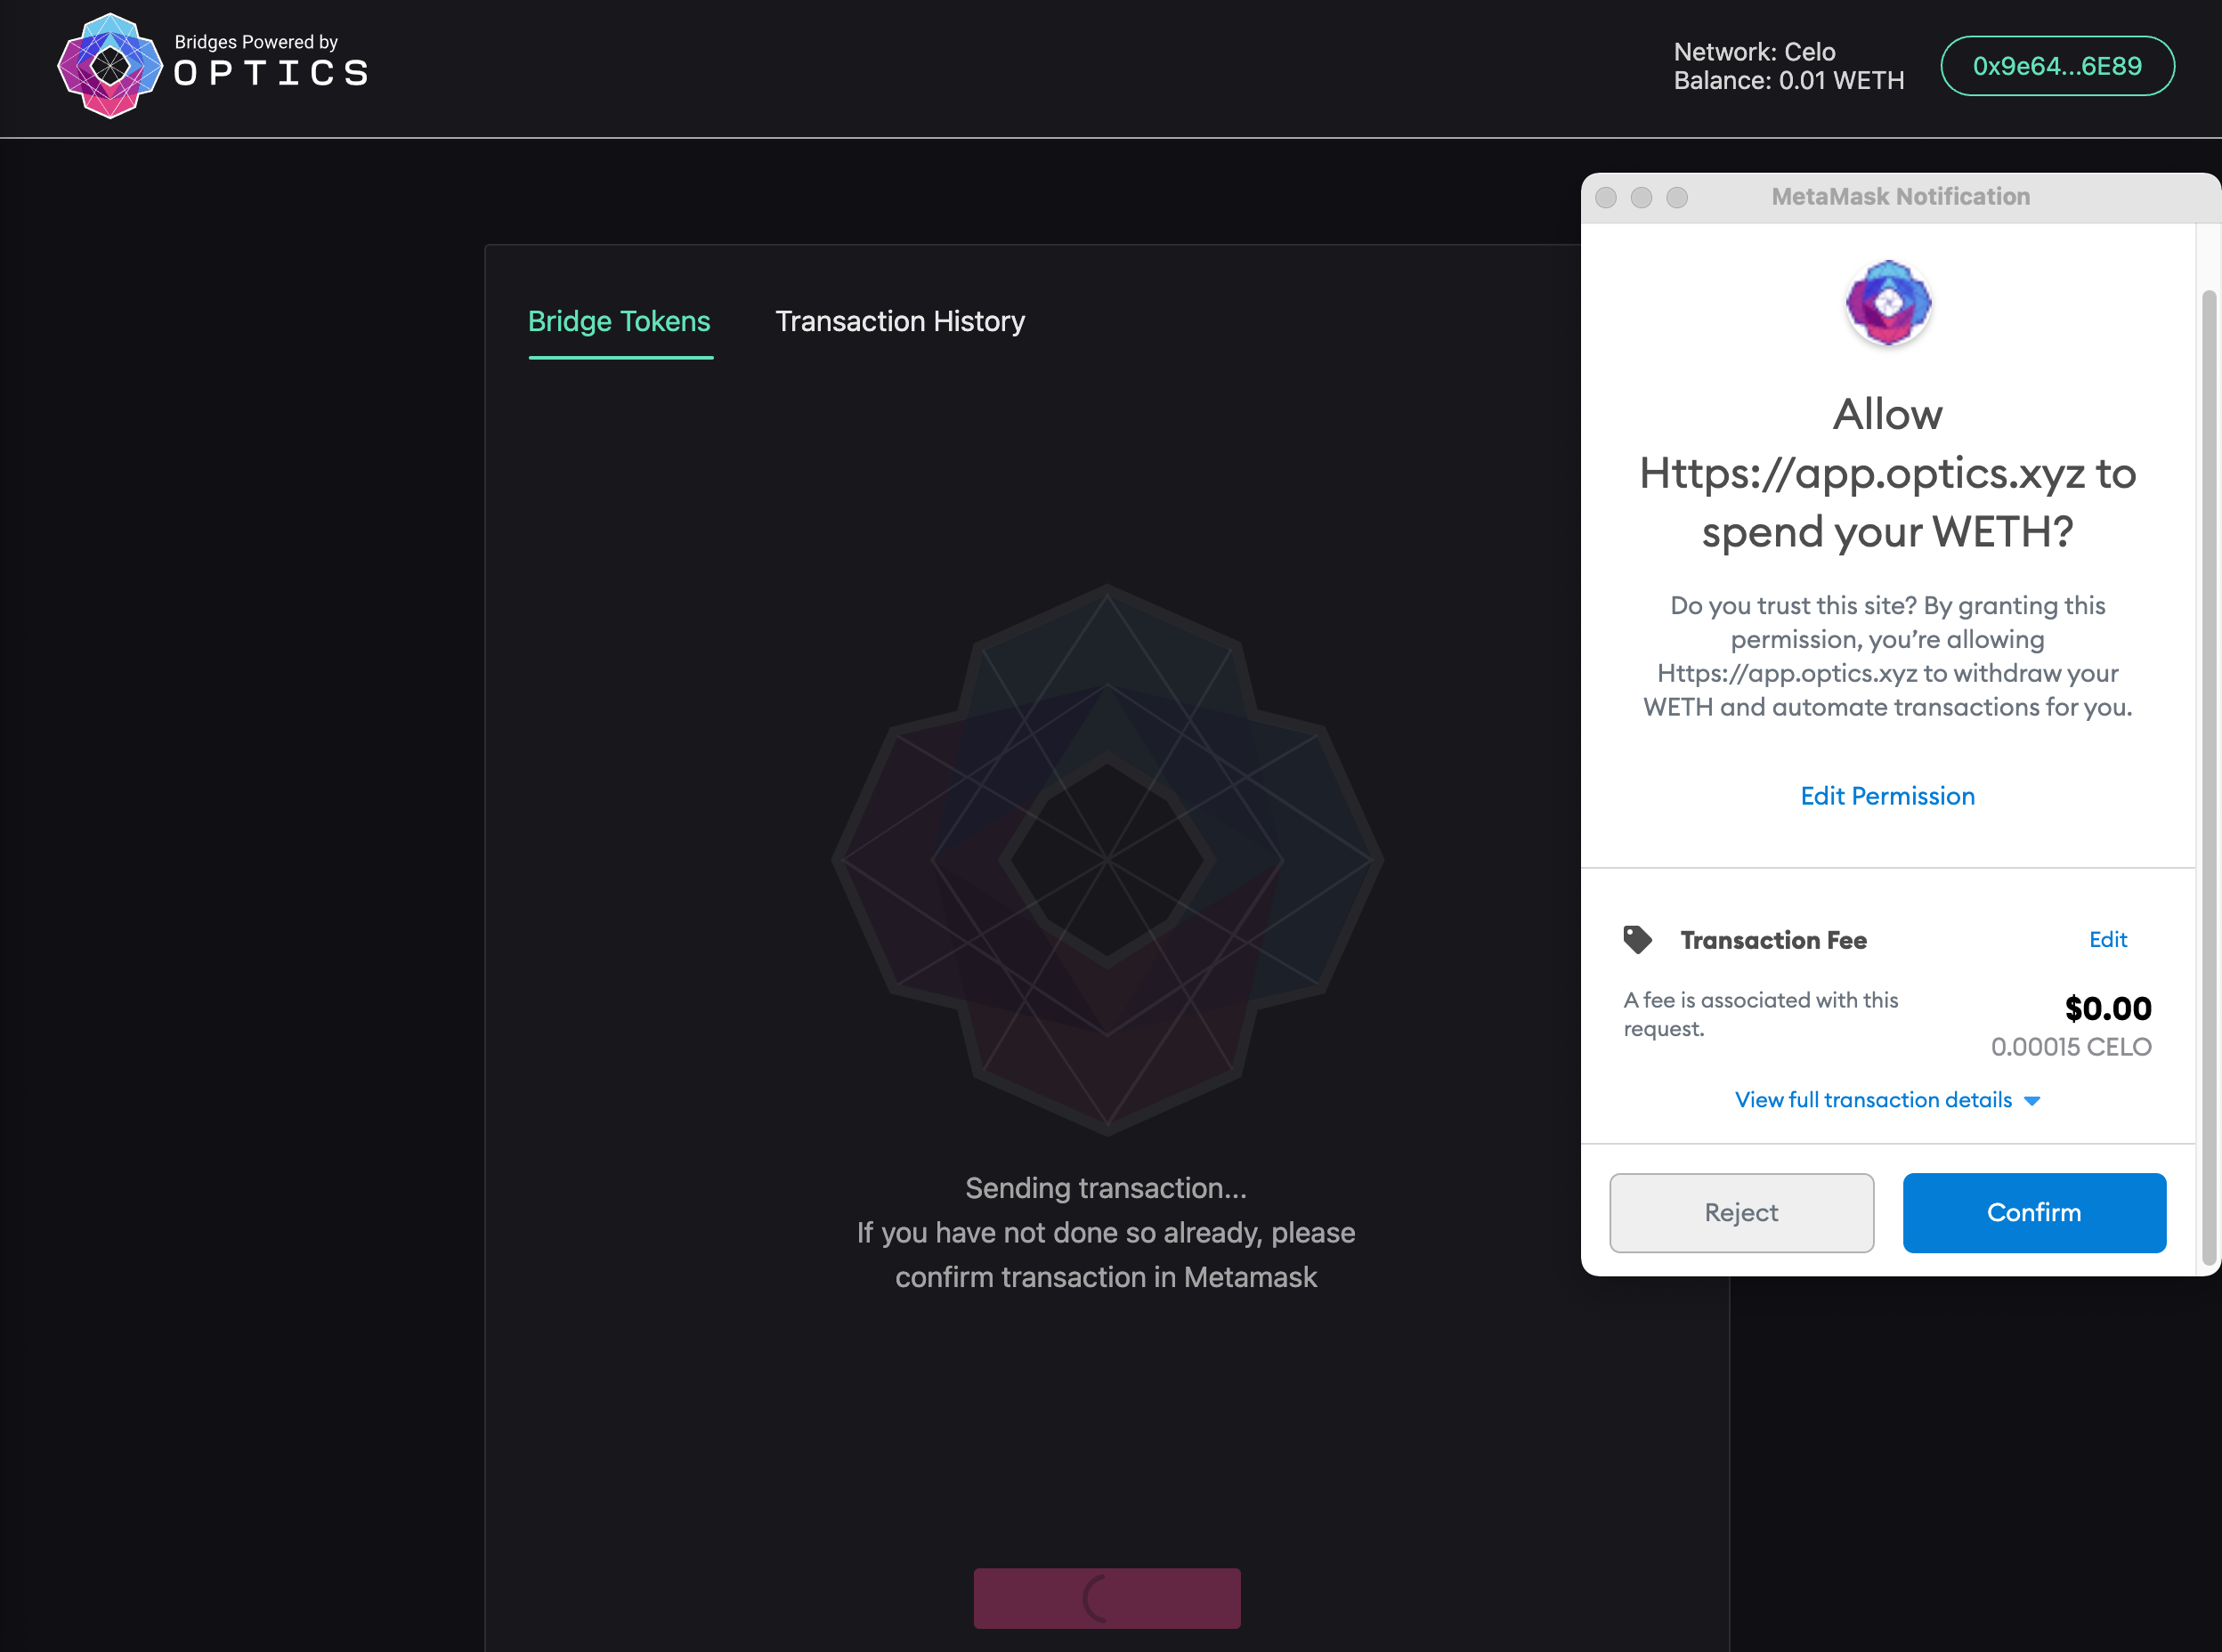 Bridges Powered by
OPTICS
Network: Celo
Balance: 0.01 WETH
0x9e64...6E89
Bridge Tokens
Transaction History
Sending transaction...
If you have not done so already, please
confirm transaction in Metamask
MetaMask Notification
Allow
Https://app.optics.xyz to
spend your WETH?
Do you trust this site? By granting this
permission, you’re allowing
Https://app.optics.xyz to withdraw your
WETH and automate transactions for you.
Edit Permission
Transaction Fee
Edit
A fee is associated with this
request.
$0.00
0.00015 CELO
View full transaction details
Reject
Confirm